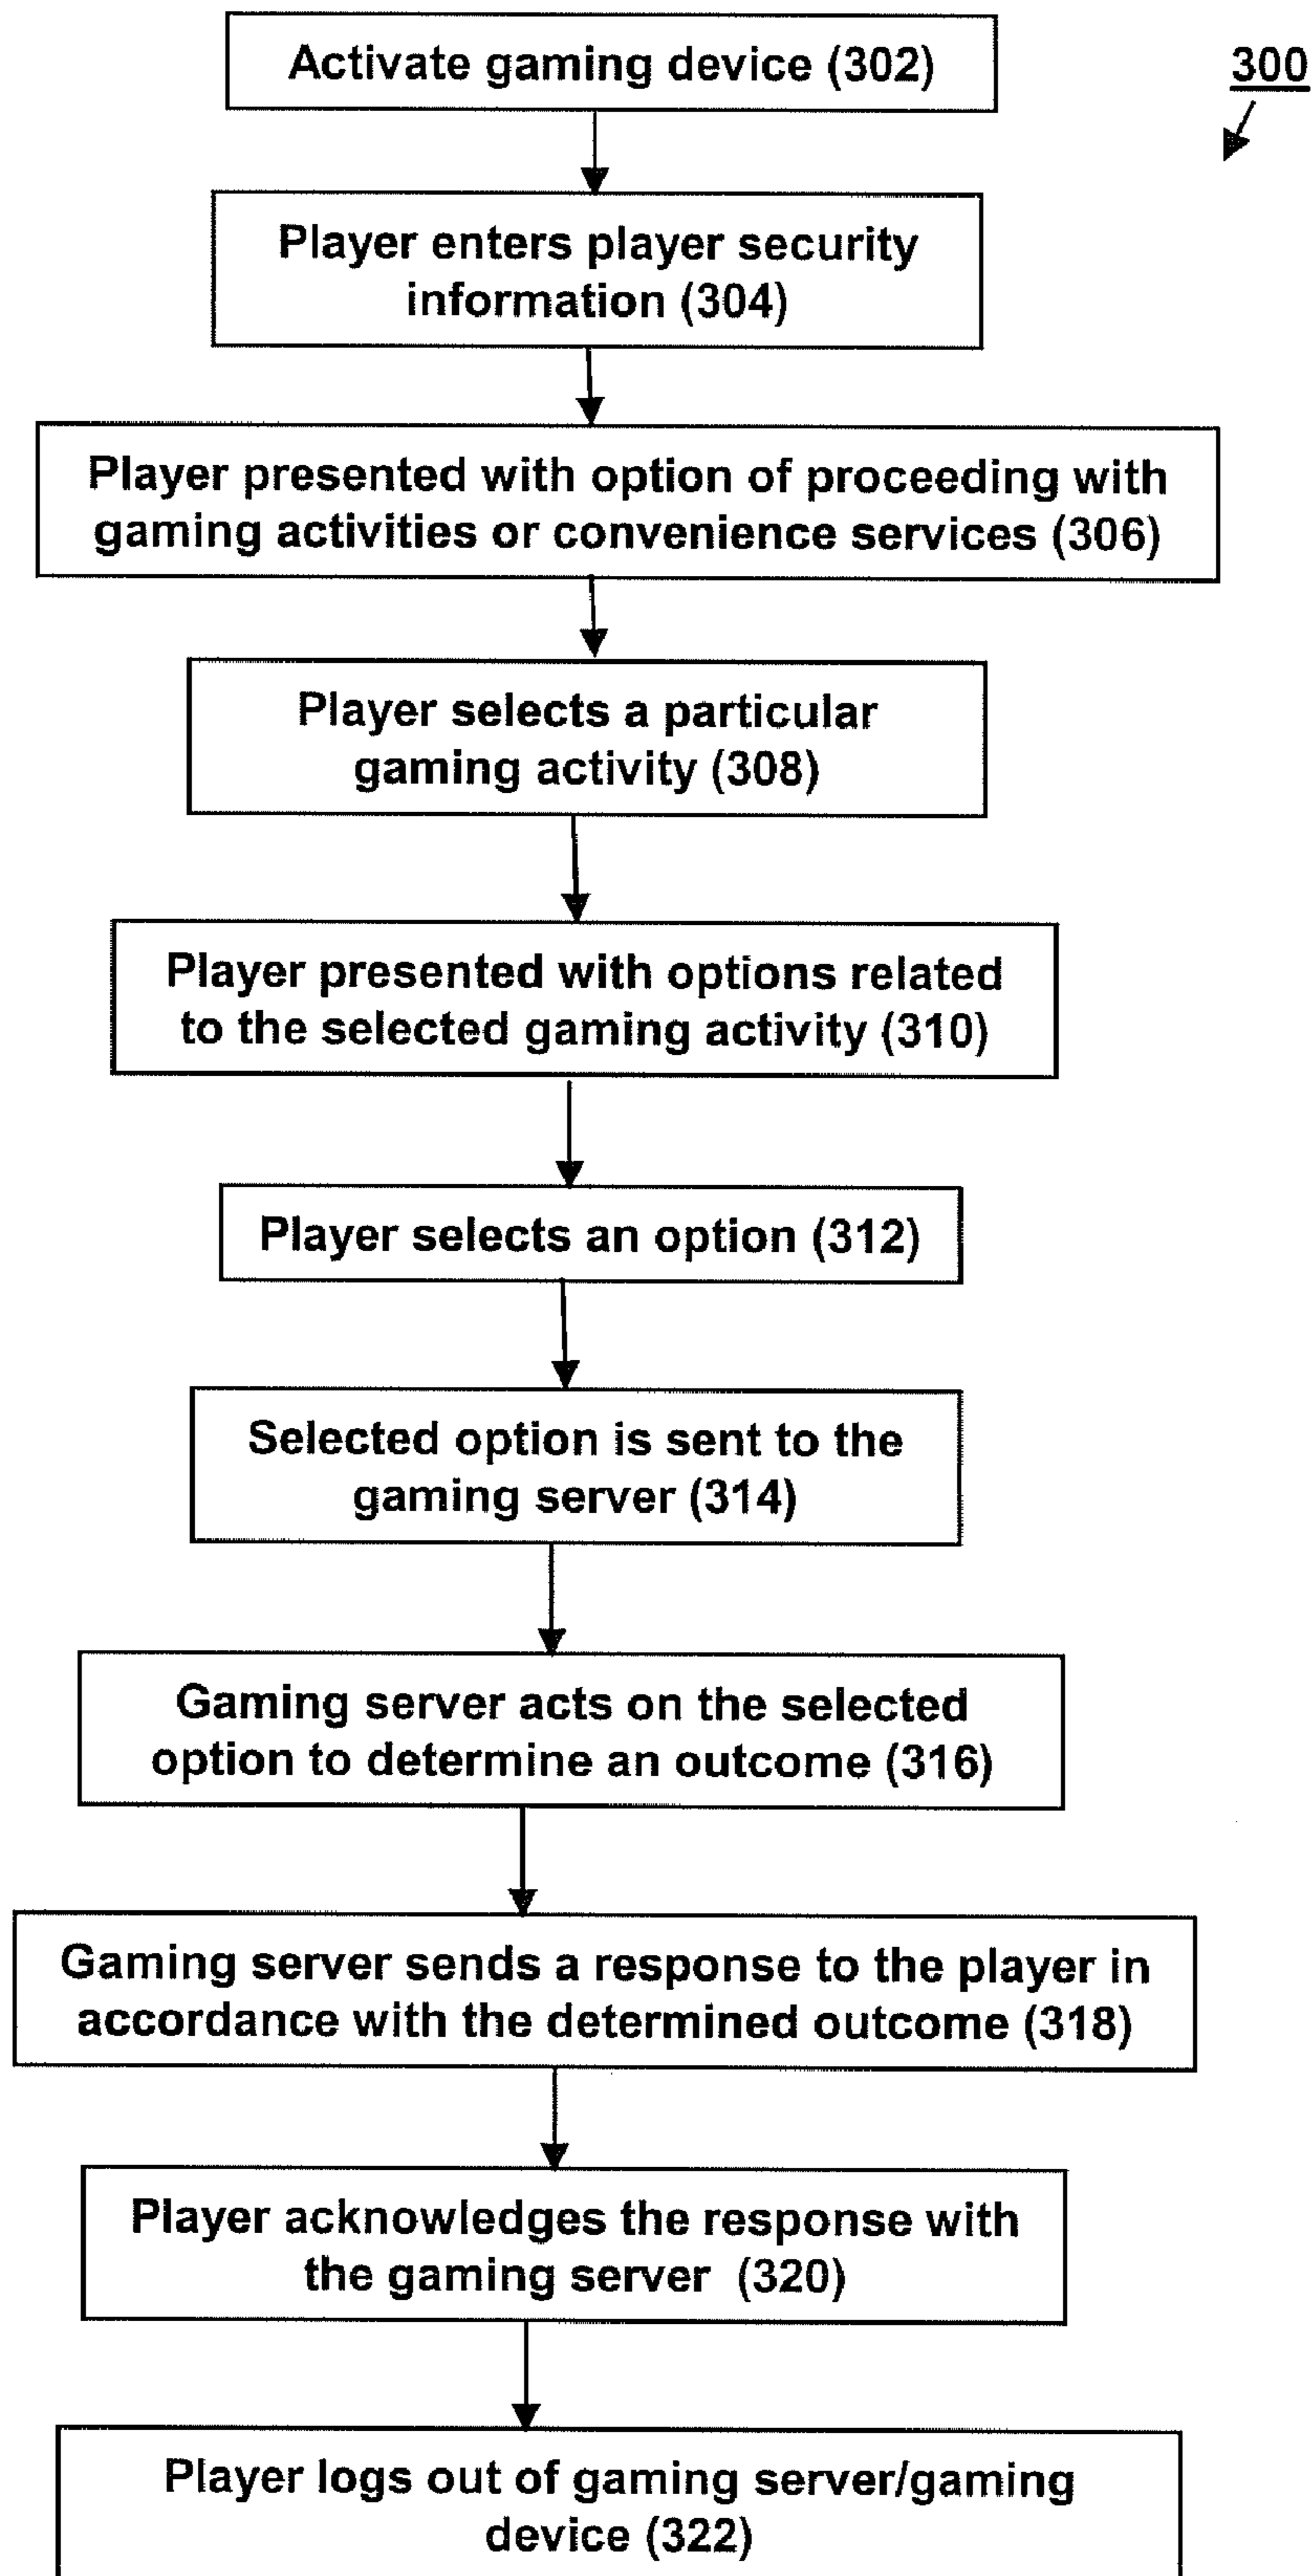 Activate gaming device (302)
300
Player enters player security
information (304)
Player presented with option of proceeding with
gaming activities or convenience services (306)
Player selects a particular
gaming activity (308)
Player presented with options related
to the selected gaming activity (310)
Player selects an option (312)
Selected option is sent to the
gaming server (314)
Gaming server acts on the selected
option to determine an outcome (316)
Gaming server sends a response to the player in
accordance with the determined outcome (318)
Player acknowledges the response with
the gaming server (320)
Player logs out of gaming server/gaming
device (322)